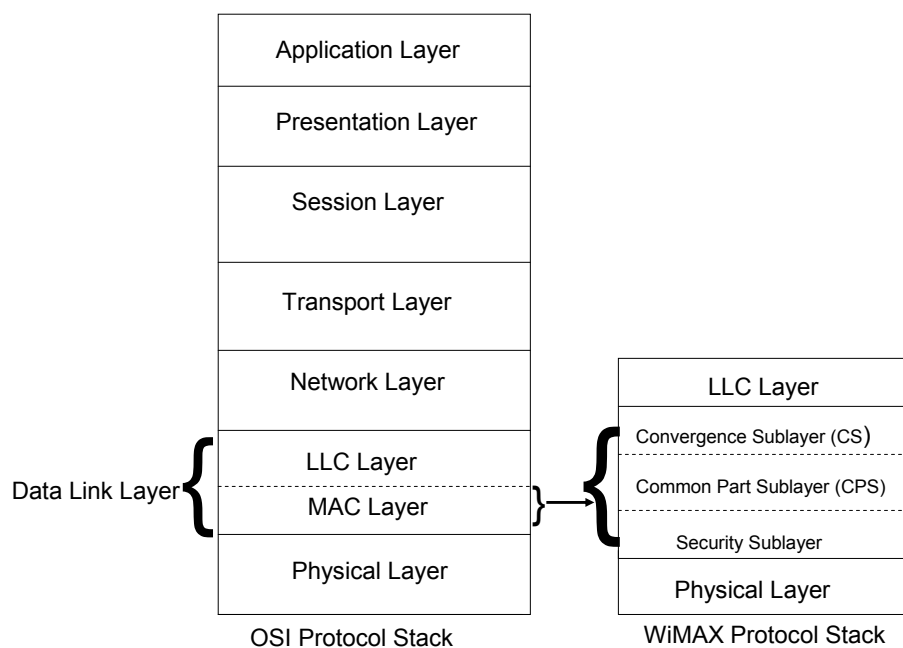 Application Layer
Presentation Layer
Session Layer
Transport Layer
Network Layer
LLC Layer
MAC Layer
Physical Layer
Data Link Layer
OSI Protocol Stack
LLC Layer
Convergence Sublayer (CS)
Common Part Sublayer (CPS)
Security Sublayer
Physical Layer
WiMAX Protocol Stack